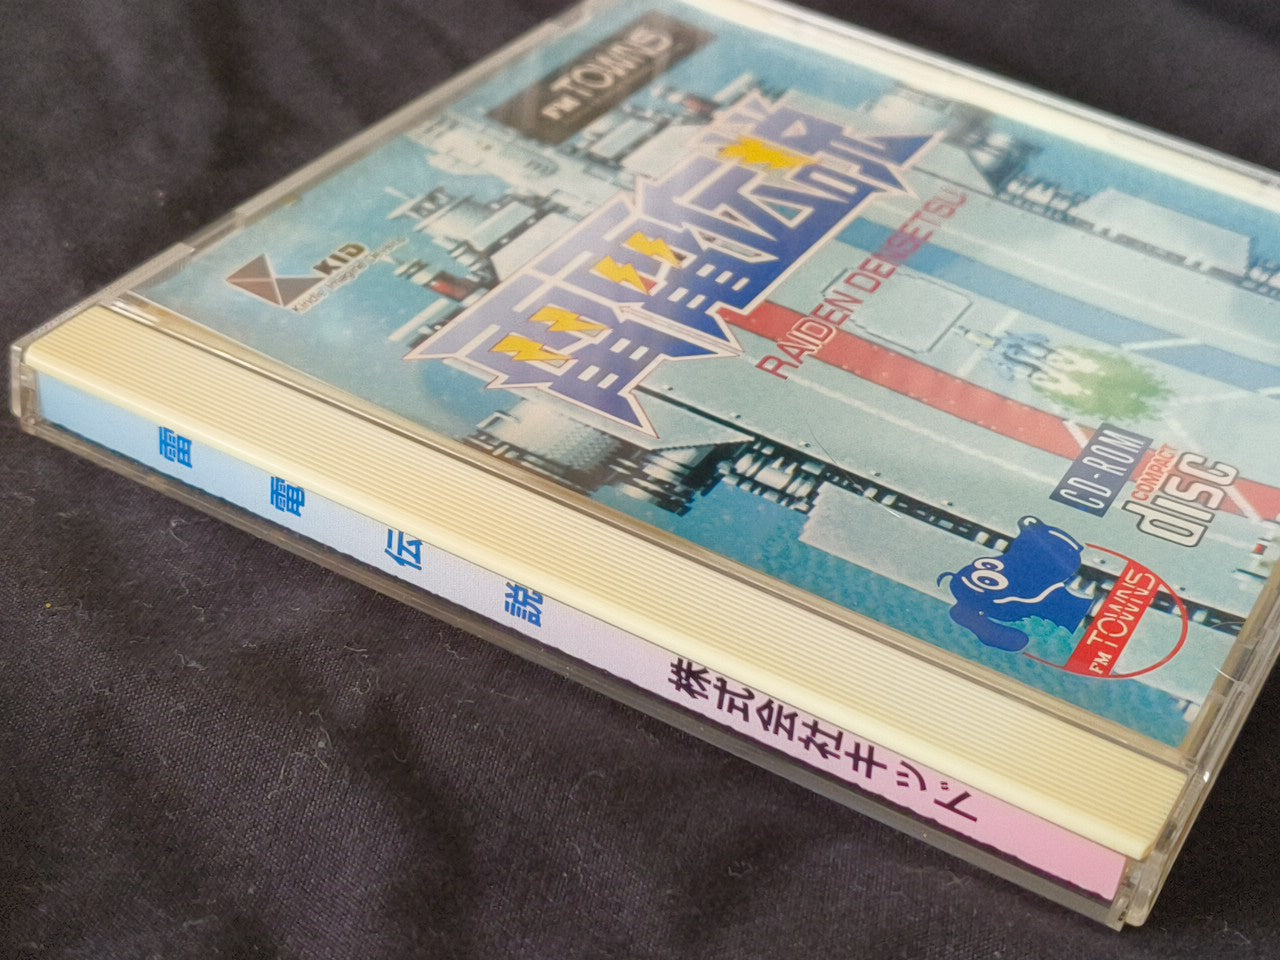 FM TOWNS
雷電伝説
RAIDEN DENSETSU
KID
Kindle Imagine Develop
CD-ROM
COMPACT
disc
FM TOWNS
雷電伝説
株式会社キッド